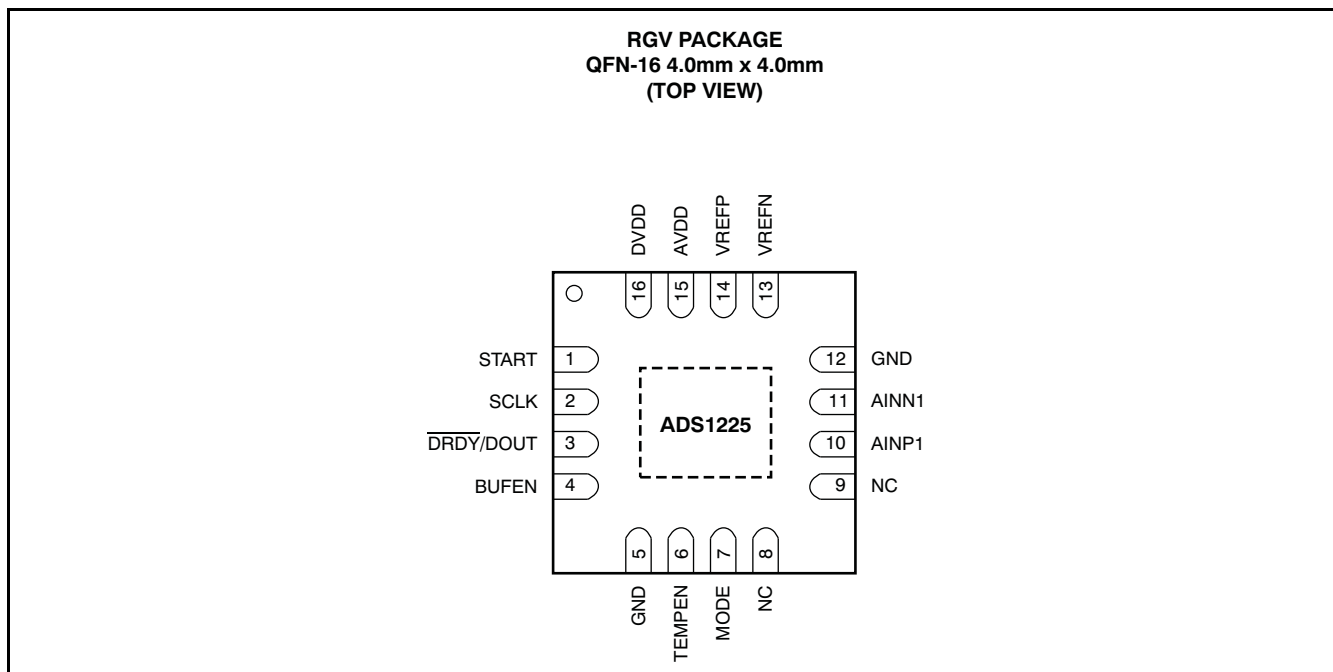 RGV PACKAGE
QFN-16 4.0mm x 4.0mm
(TOP VIEW)
DVDD
AVDD
VREFP
VREFN
16
15
14
13
START 1
SCLK 2
DRDY/DOUT 3
BUFEN 4
12 GND
11 AINN1
10 AINP1
9 NC
ADS1225
5
6
7
8
GND
TEMPEN
MODE
NC